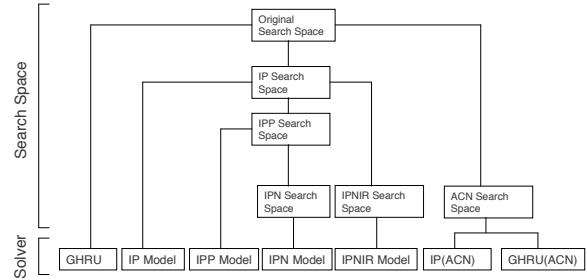 Original
Search Space
IP Search
Space
IPP Search
Space
IPN Search
Space
IPNIR Search
Space
ACN Search
Space
Search Space
Solver
GHRU
IP Model
IPP Model
IPN Model
IPNIR Model
IP(ACN)
GHRU(ACN)